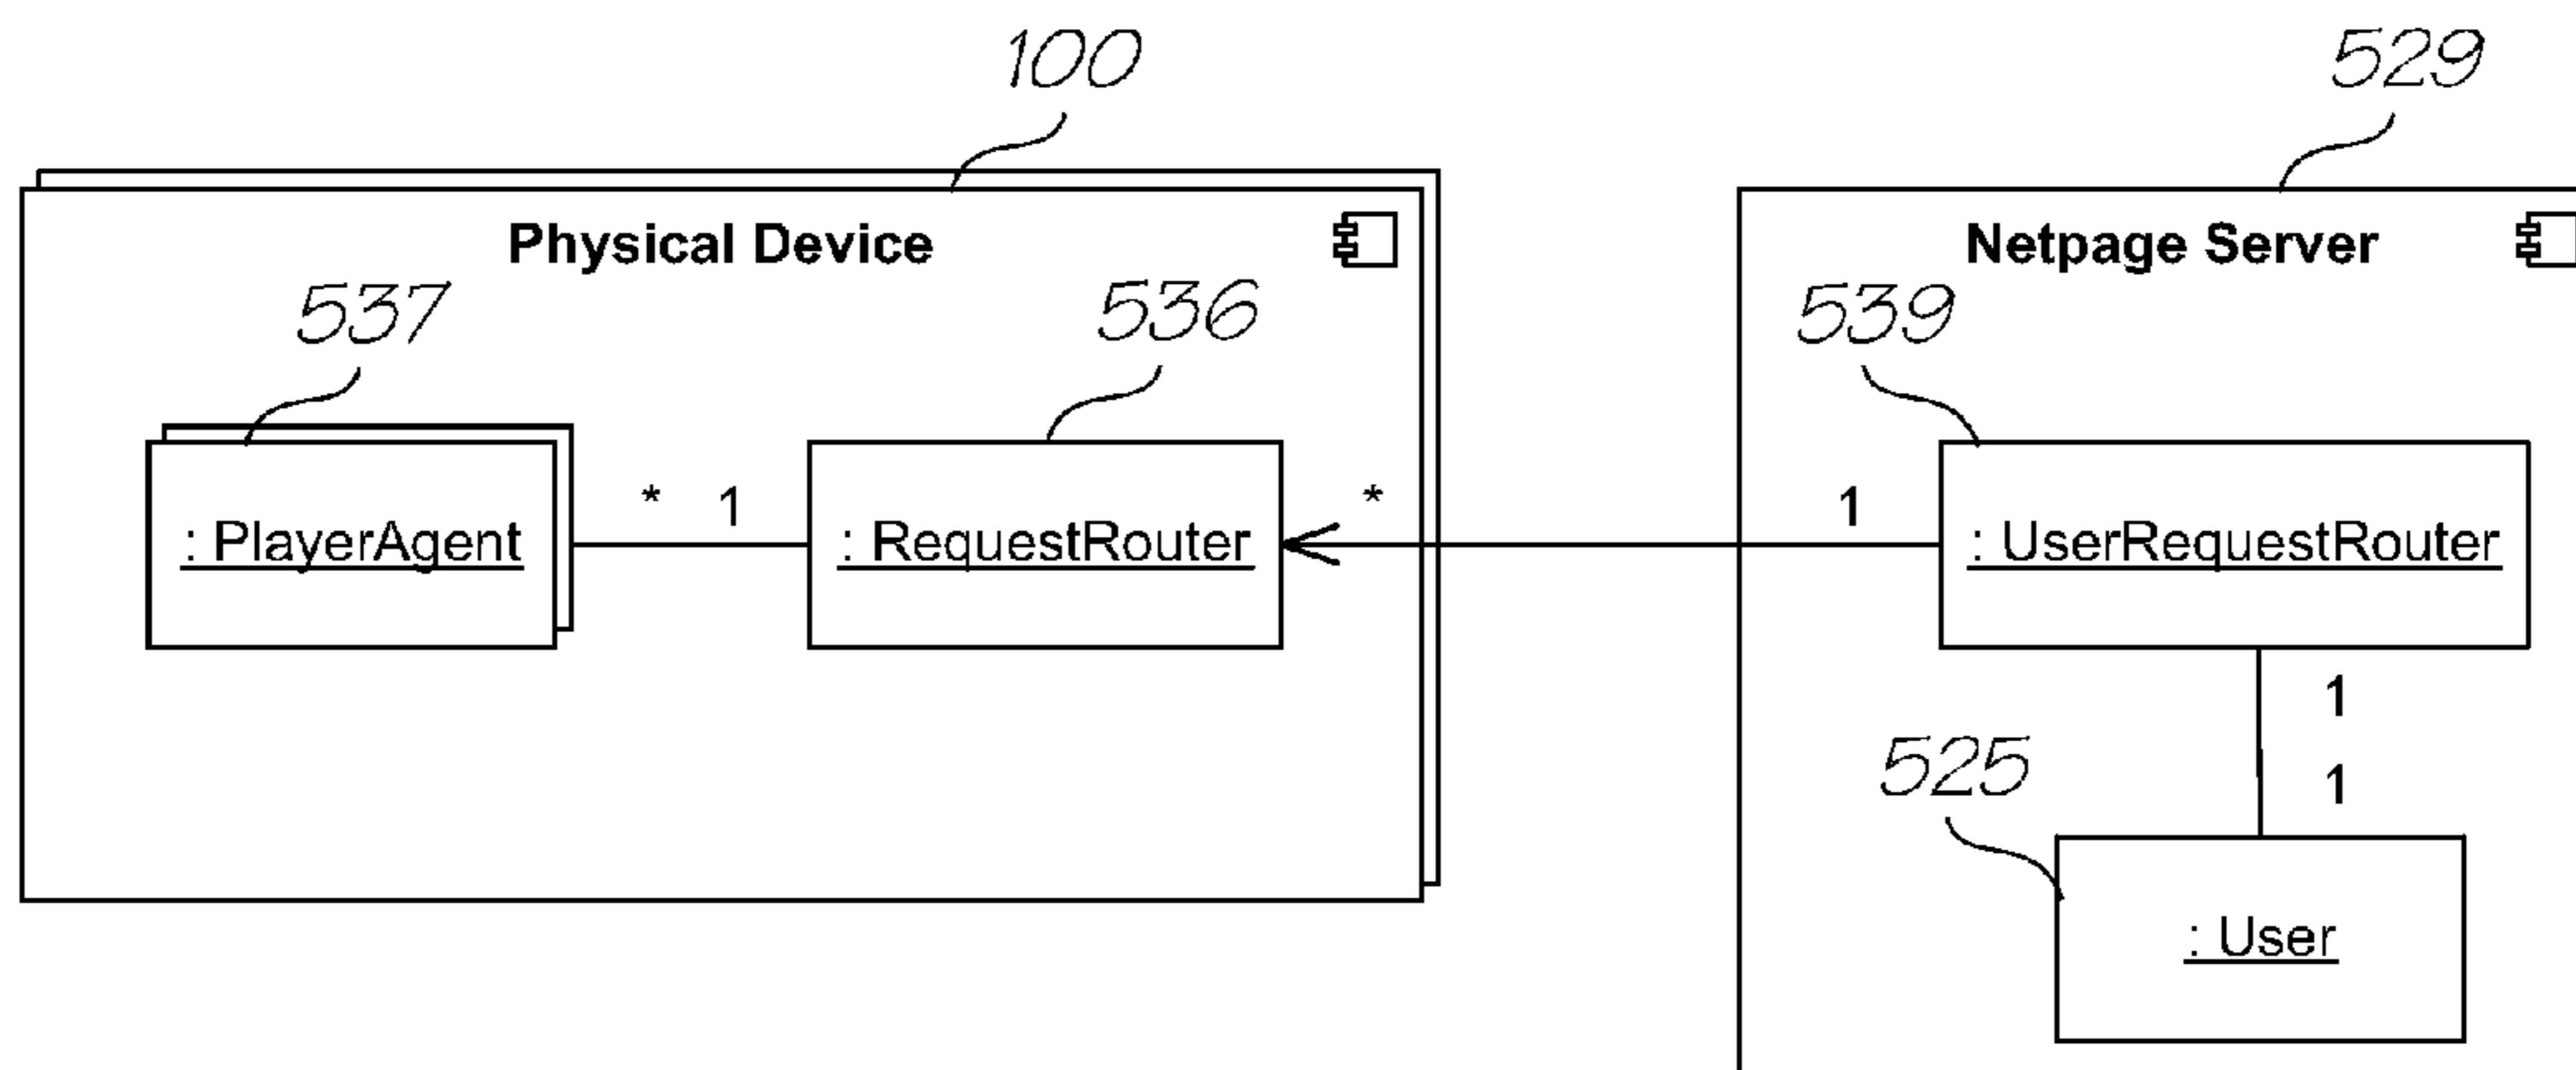 100
529
Physical Device
Netpage Server
537
536
539
* 1
* 1
: PlayerAgent
: RequestRouter
: UserRequestRouter
1
525
1
: User